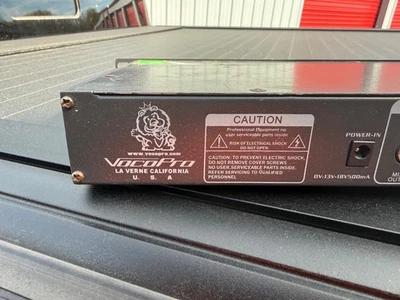 www.vocopro.com
VocoPro
LA VERNE CALIFORNIA
U. S. A
CAUTION
Professional Equipment no
user serviceable parts inside
RISK OF ELECTRICAL SHOCK
DO NOT OPEN.
CAUTION: TO PREVENT ELECTRIC SHOCK,
DO NOT REMOVE COVER SCREWS
NO USER SERVICEABLE PARTS INSIDE.
REFER SERVICING TO QUALIFIED
PERSONNEL
POWER-IN
DV-13V-18V500mA